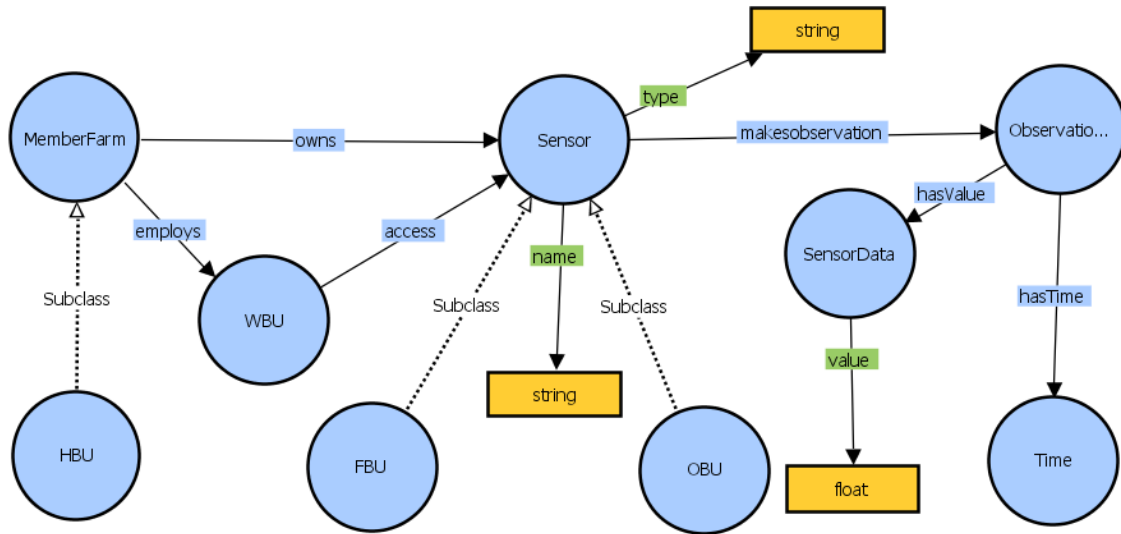 string
type
MemberFarm
owns
Sensor
makesobservation
Observatio...
hasValue
employs
access
name
SensorData
Subclass
WBU
Subclass
Subclass
hasTime
value
string
HBU
FBU
OBU
float
Time